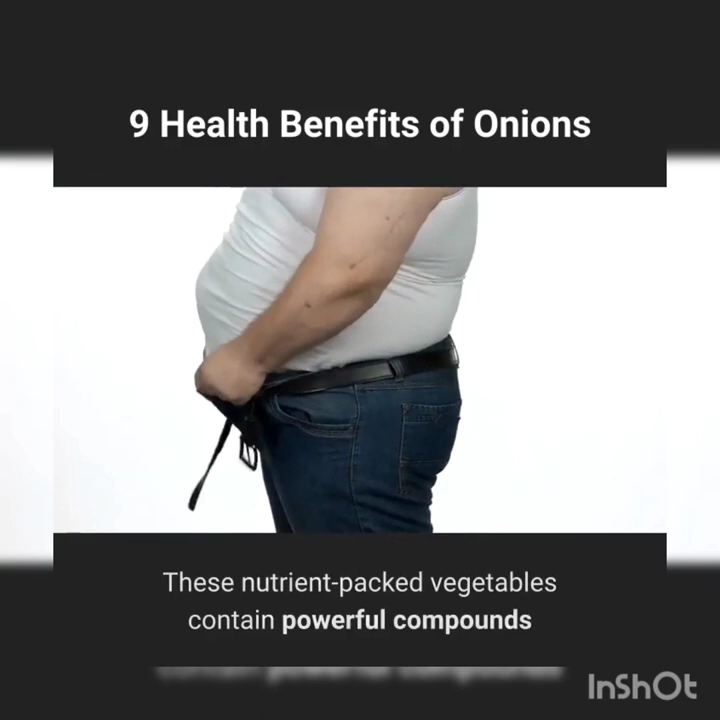 9 Health Benefits of Onions
These nutrient-packed vegetables
contain powerful compounds
InShOt